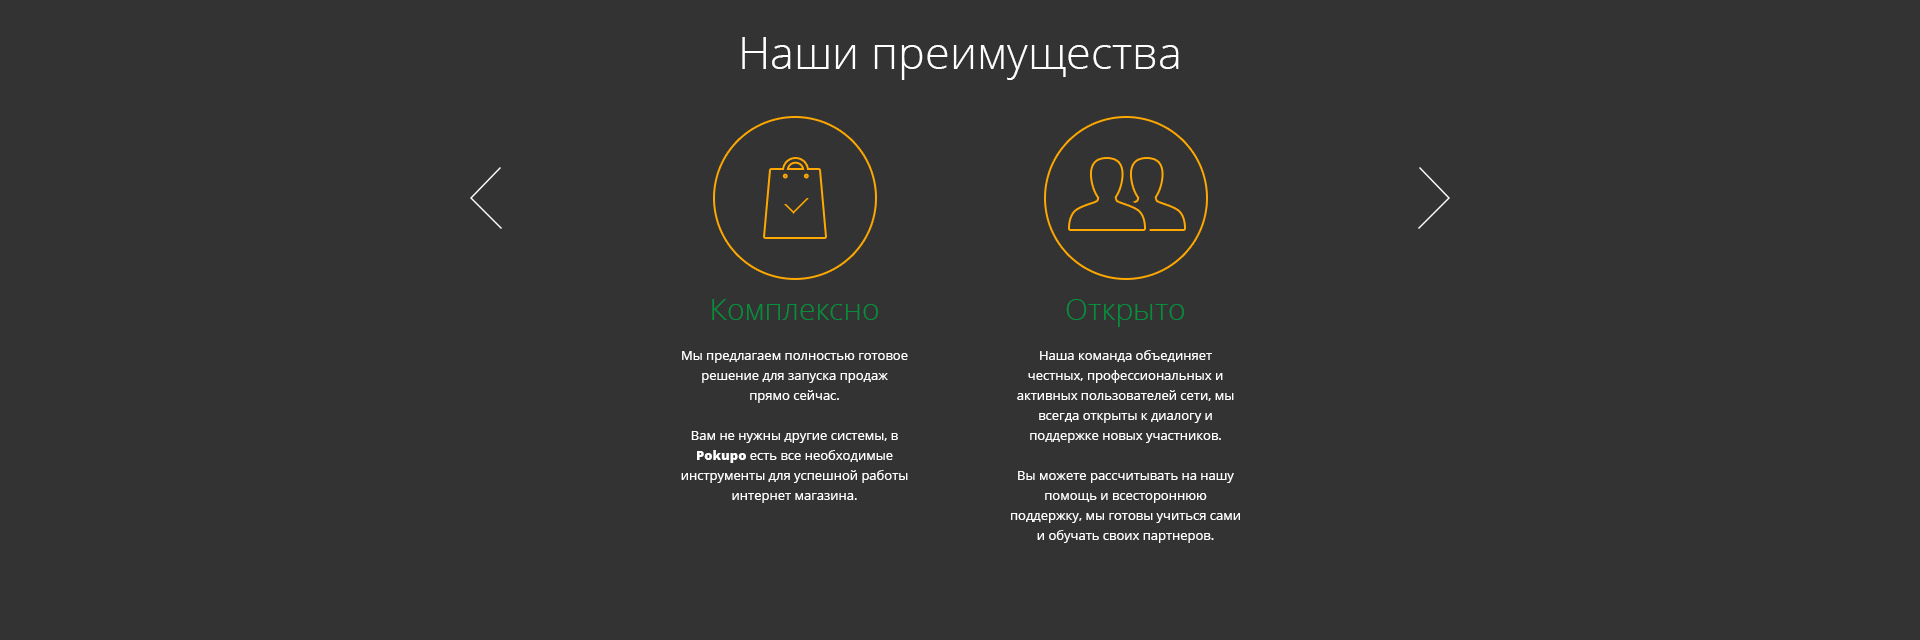 Наши преимущества
Комплексно
Мы предлагаем полностью готовое
решение для запуска продаж
прямо сейчас.
Вам не нужны другие системы, в
Pokupo есть все необходимые
инструменты для успешной работы
интернет магазина.
Открыто
Наша команда объединяет
честных, профессиональных и
активных пользователей сети, мы
всегда открыты к диалогу и
поддержке новых участников.
Вы можете рассчитывать на нашу
помощь и всестороннюю
поддержку, мы готовы учиться сами
и обучать своих партнеров.